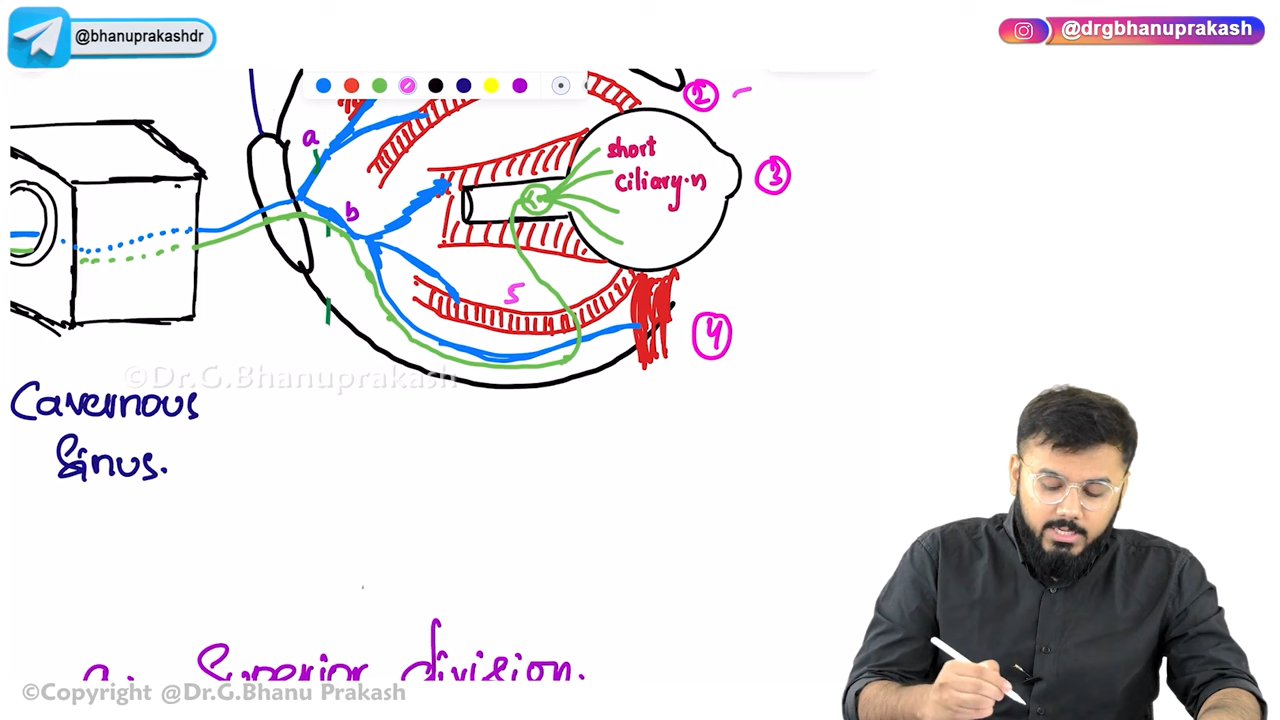 @bhanuprakashdr
@drgbhanuprakash
2
a
short
ciliary.n
3
b
5
4
©Dr.G.Bhanuprakash
Cavernous
Sinus.
a. Superior division.
©Copyright @Dr.G.Bhanu Prakash